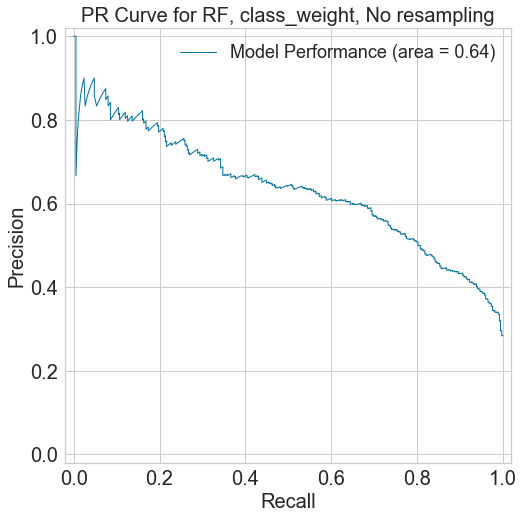 PR Curve for RF, class_weight, No resampling
Model Performance (area = 0.64)
1.0
0.8
0.6
0.4
0.2
0.0
Precision
0.0 0.2 0.4 0.6 0.8 1.0
Recall